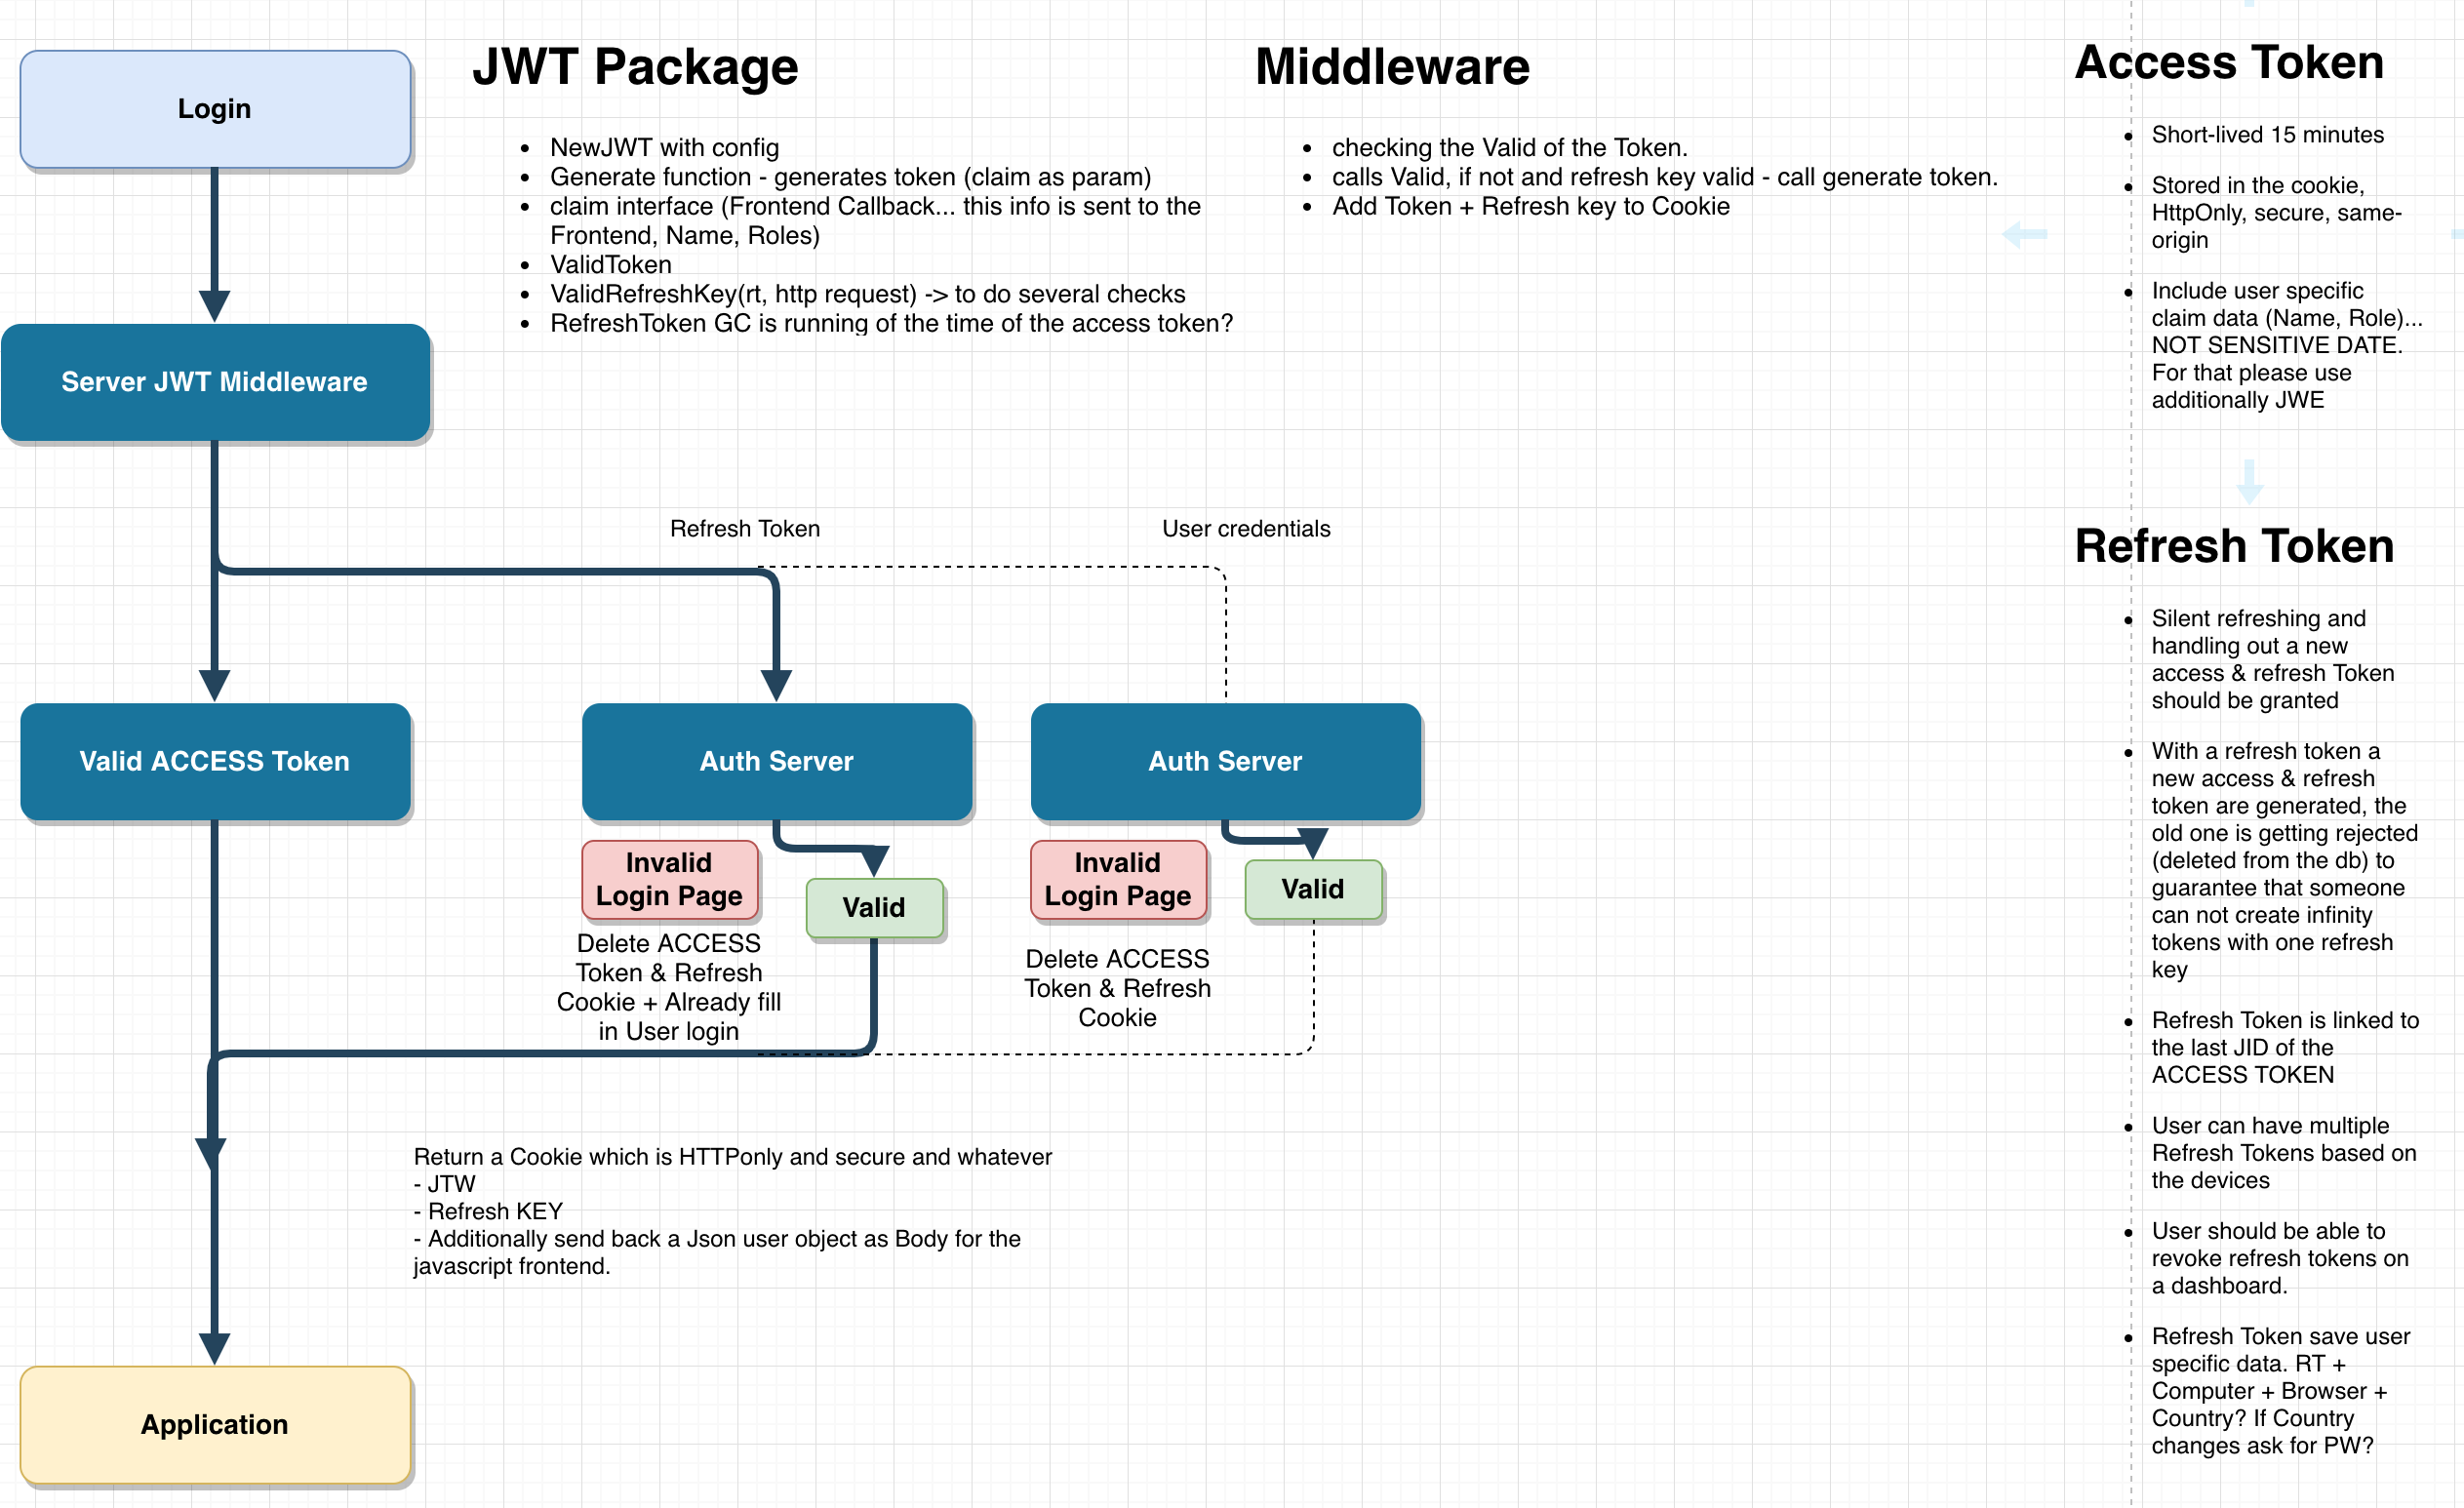 Login
JWT Package
• NewJWT with config
• Generate function - generates token (claim as param)
• claim interface (Frontend Callback... this info is sent to the
Frontend, Name, Roles)
• ValidToken
• ValidRefreshKey(rt, http request) -> to do several checks
• RefreshToken GC is running of the time of the access token?
Middleware
• checking the Valid of the Token.
• calls Valid, if not and refresh key valid - call generate token.
• Add Token + Refresh key to Cookie
Access Token
• Short-lived 15 minutes
• Stored in the cookie,
HttpOnly, secure, same-
origin
• Include user specific
claim data (Name, Role)...
NOT SENSITIVE DATE.
For that please use
additionally JWE
Server JWT Middleware
Refresh Token
User credentials
Valid ACCESS Token
Auth Server
Auth Server
Invalid
Login Page
Valid
Delete ACCESS
Token & Refresh
Cookie + Already fill
in User login
Invalid
Login Page
Valid
Delete ACCESS
Token & Refresh
Cookie
Return a Cookie which is HTTPonly and secure and whatever
- JTW
- Refresh KEY
- Additionally send back a Json user object as Body for the
javascript frontend.
Application
Refresh Token
• Silent refreshing and
handling out a new
access & refresh Token
should be granted
• With a refresh token a
new access & refresh
token are generated, the
old one is getting rejected
(deleted from the db) to
guarantee that someone
can not create infinity
tokens with one refresh
key
• Refresh Token is linked to
the last JID of the
ACCESS TOKEN
• User can have multiple
Refresh Tokens based on
the devices
• User should be able to
revoke refresh tokens on
a dashboard.
• Refresh Token save user
specific data. RT +
Computer + Browser +
Country? If Country
changes ask for PW?